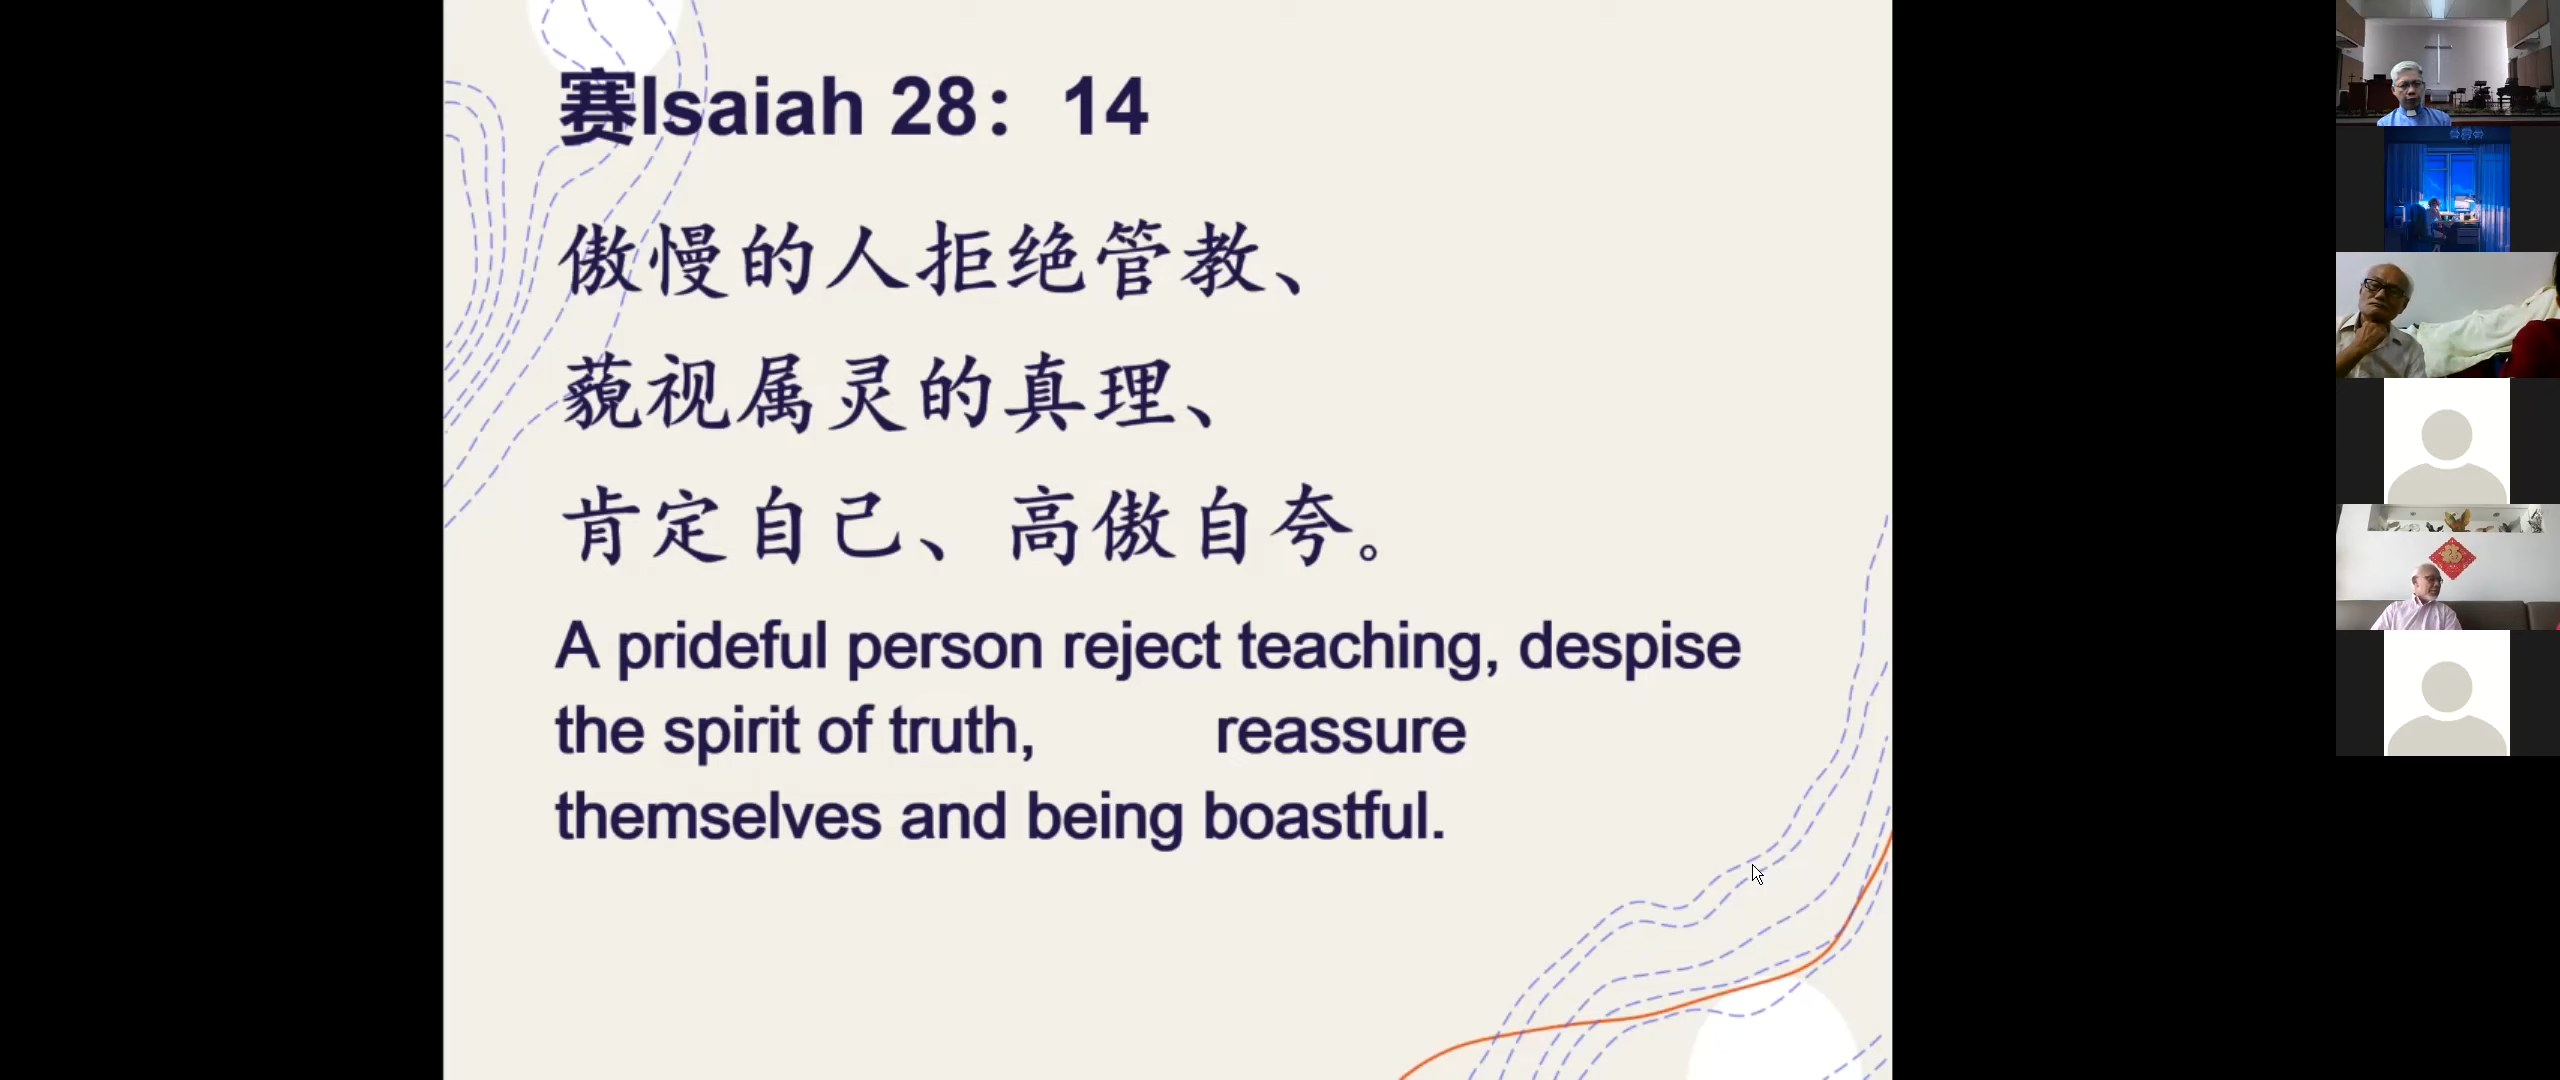 赛Isaiah 28：14
傲慢的人拒绝管教、
藐视属灵的真理、
肯定自己、高傲自夸。
A prideful person reject teaching, despise
the spirit of truth, reassure
themselves and being boastful.
福